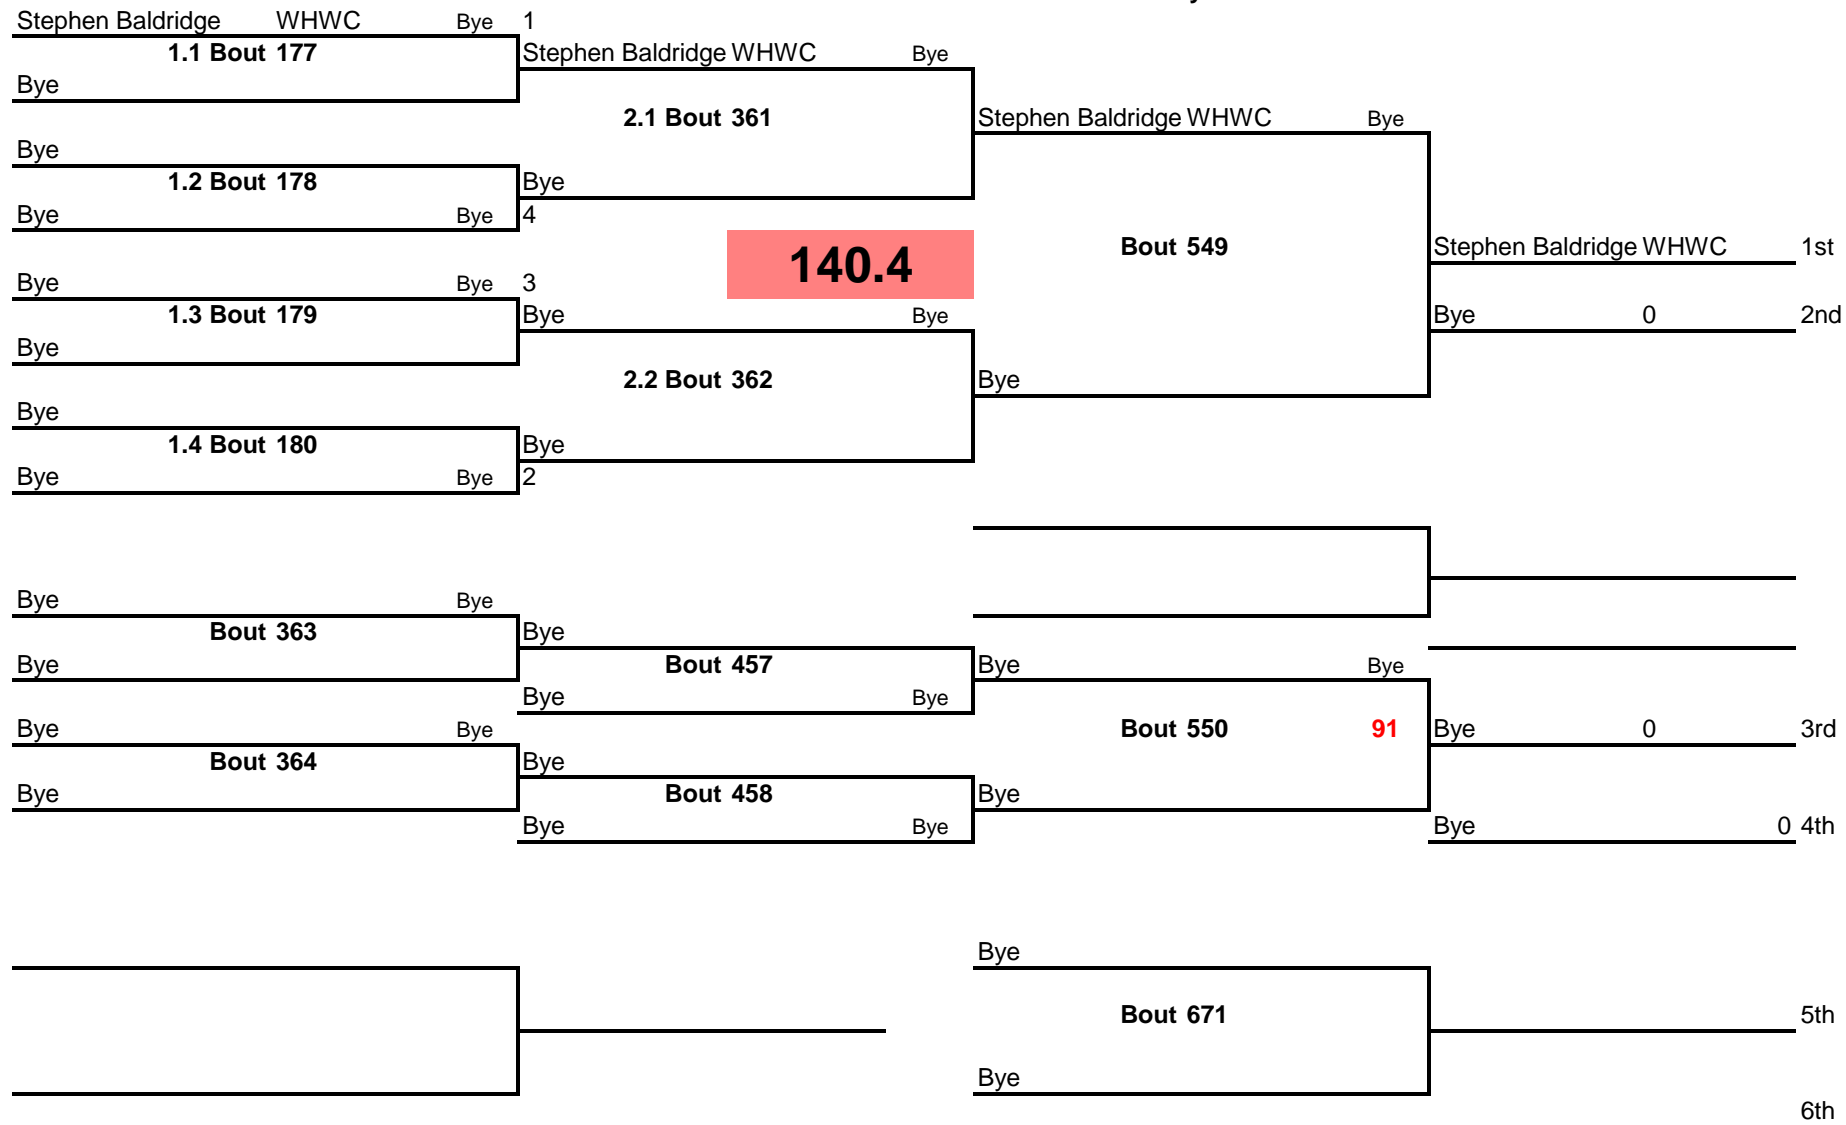 Stephen Baldridge WHWC Bye 1
1.1 Bout 177
Stephen Baldridge WHWC Bye
Bye
2.1 Bout 361
Stephen Baldridge WHWC Bye
Bye
1.2 Bout 178
Bye
Bye Bye 4
140.4
Bout 549
Stephen Baldridge WHWC 1st
Bye Bye 3
1.3 Bout 179
Bye Bye
Bye 0 2nd
Bye
2.2 Bout 362
Bye
Bye
1.4 Bout 180
Bye
Bye Bye 2
Bye Bye
Bout 363
Bye
Bye
Bout 457
Bye Bye
Bye Bye
Bye Bye
Bout 550 91
Bye 0 3rd
Bout 364
Bye
Bye
Bout 458
Bye
Bye Bye
Bye 0 4th
Bye
Bout 671
5th
Bye
6th